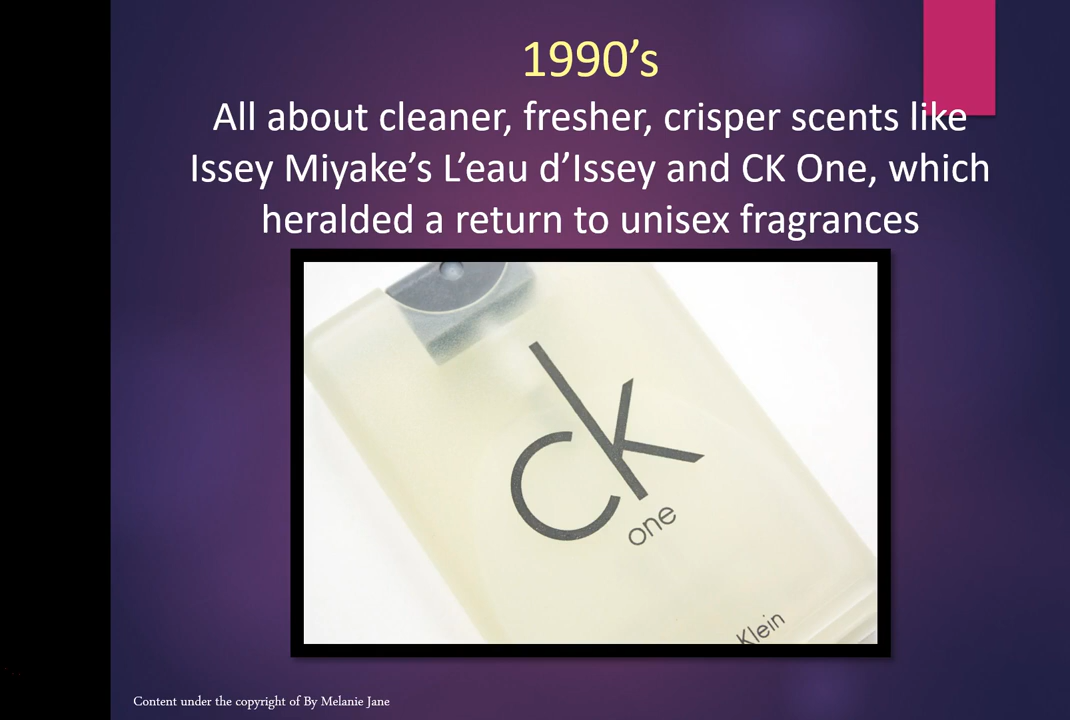 1990’s
All about cleaner, fresher, crisper scents like
Issey Miyake’s L’eau d’Issey and CK One, which
heralded a return to unisex fragrances
ck
one
Klein
Content under the copyright of By Melanie Jane